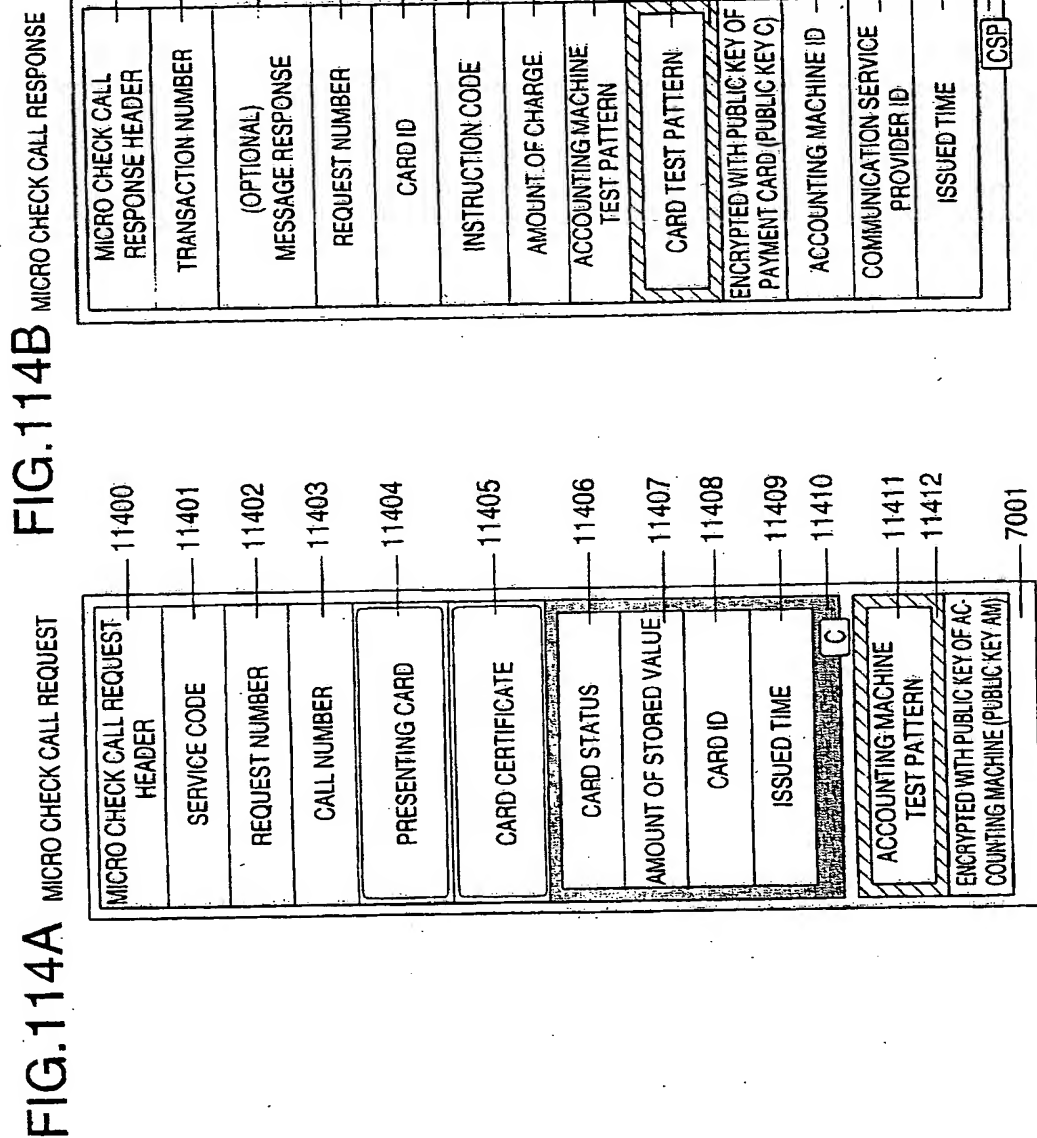 FIG.114A MICRO CHECK CALL REQUEST
MICRO CHECK CALL REQUEST
HEADER
11400
SERVICE CODE
11401
REQUEST NUMBER
11402
CALL NUMBER
11403
PRESENTING CARD
11404
CARD CERTIFICATE
11405
CARD STATUS
11406
AMOUNT OF STORED VALUE
11407
CARD ID
11408
ISSUED TIME
11409
C
11410
ACCOUNTING MACHINE
TEST PATTERN
11411
11412
ENCRYPTED WITH PUBLIC KEY OF AC-
COUNTING MACHINE (PUBLIC KEY AM)
7001
FIG.114B MICRO CHECK CALL RESPONSE
MICRO CHECK CALL
RESPONSE HEADER
TRANSACTION NUMBER
(OPTIONAL)
MESSAGE RESPONSE
REQUEST NUMBER
CARD ID
INSTRUCTION CODE
AMOUNT OF CHARGE
ACCOUNTING MACHINE
TEST PATTERN
CARD TEST PATTERN
ENCRYPTED WITH PUBLIC KEY OF
PAYMENT CARD (PUBLIC KEY C)
ACCOUNTING MACHINE ID
COMMUNICATION SERVICE
PROVIDER ID
ISSUED TIME
CSP